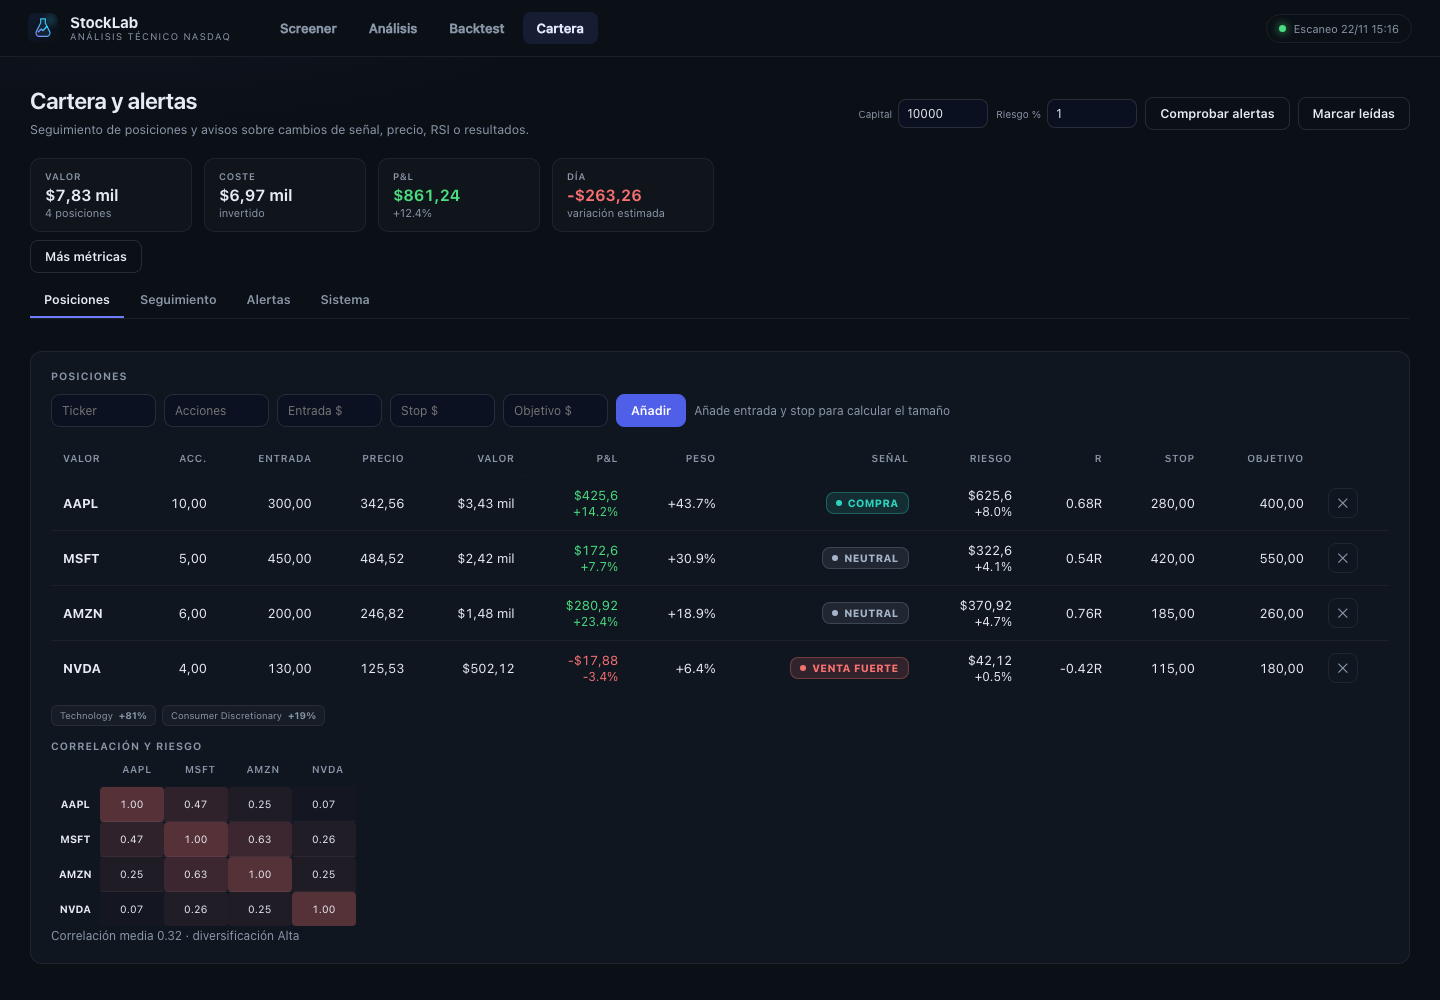 StockLab
ANÁLISIS TÉCNICO NASDAQ
Screener Análisis Backtest Cartera
Escaneo 22/11 15:16
Cartera y alertas
Seguimiento de posiciones y avisos sobre cambios de señal, precio, RSI o resultados.
Capital 10000 Riesgo % 1 Comprobar alertas Marcar leídas
VALOR
$7,83 mil
4 posiciones
COSTE
$6,97 mil
invertido
P&L
$861,24
+12.4%
DÍA
-$263,26
variación estimada
Más métricas
Posiciones Seguimiento Alertas Sistema
POSICIONES
Ticker Acciones Entrada $ Stop $ Objetivo $ Añadir Añade entrada y stop para calcular el tamaño
VALOR ACC. ENTRADA PRECIO VALOR P&L PESO SEÑAL RIESGO R STOP OBJETIVO
AAPL 10,00 300,00 342,56 $3,43 mil $425,6 +14.2% +43.7% COMPRA $625,6 +8.0% 0.68R 280,00 400,00
MSFT 5,00 450,00 484,52 $2,42 mil $172,6 +7.7% +30.9% NEUTRAL $322,6 +4.1% 0.54R 420,00 550,00
AMZN 6,00 200,00 246,82 $1,48 mil $280,92 +23.4% +18.9% NEUTRAL $370,92 +4.7% 0.76R 185,00 260,00
NVDA 4,00 130,00 125,53 $502,12 -$17,88 -3.4% +6.4% VENTA FUERTE $42,12 +0.5% -0.42R 115,00 180,00
Technology +81% Consumer Discretionary +19%
CORRELACIÓN Y RIESGO
AAPL MSFT AMZN NVDA
AAPL 1.00 0.47 0.25 0.07
MSFT 0.47 1.00 0.63 0.26
AMZN 0.25 0.63 1.00 0.25
NVDA 0.07 0.26 0.25 1.00
Correlación media 0.32 · diversificación Alta